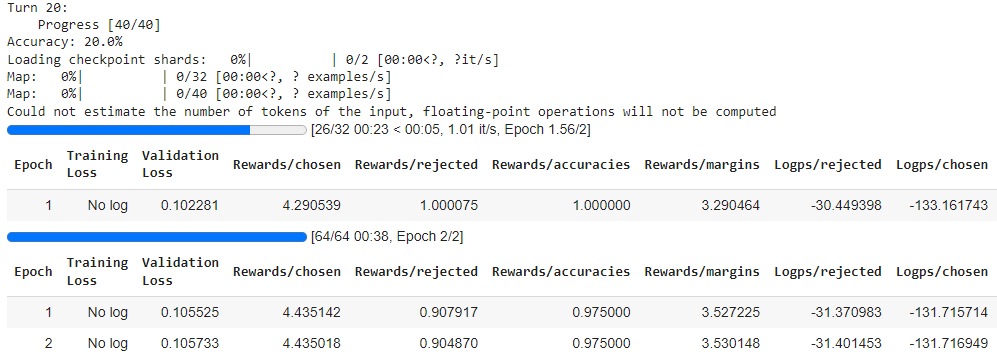 Turn 20:
Progress [40/40]
Accuracy: 20.0%
Loading checkpoint shards:   0%|          | 0/2 [00:00<?, ?it/s]
Map:   0%|          | 0/32 [00:00<?, ? examples/s]
Map:   0%|          | 0/40 [00:00<?, ? examples/s]
Could not estimate the number of tokens of the input, floating-point operations will not be computed
[26/32 00:23 < 00:05, 1.01 it/s, Epoch 1.56/2]
Epoch Training Loss Validation Loss Rewards/chosen Rewards/rejected Rewards/accuracies Rewards/margins Logps/rejected Logps/chosen
1 No log 0.102281 4.290539 1.000075 1.000000 3.290464 -30.449398 -133.161743
[64/64 00:38, Epoch 2/2]
Epoch Training Loss Validation Loss Rewards/chosen Rewards/rejected Rewards/accuracies Rewards/margins Logps/rejected Logps/chosen
1 No log 0.105525 4.435142 0.907917 0.975000 3.527225 -31.370983 -131.715714
2 No log 0.105733 4.435018 0.904870 0.975000 3.530148 -31.401453 -131.716949